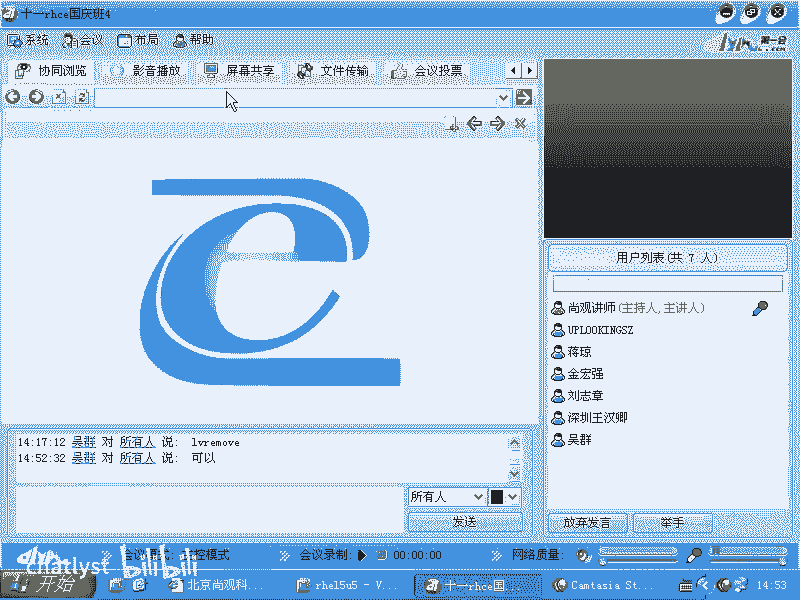 十一rhce国庆班4
系统 会议 布局 帮助
协同浏览 影音播放 屏幕共享 文件传输 会议投票
用户列表(共 7 人)
尚观讲师(主持人,主讲人)
UPLOOKINGSZ
蒋琼
金宏强
刘志章
深圳王汉卿
吴群
14:17:12 吴群 对 所有人 说: lvremove
14:52:32 吴群 对 所有人 说: 可以
所有人
发送
放弃发言 举手
会议模式: 主控模式 会议录制: 00:00:00 网络质量:
chatlyst bilibili
开始 北京尚观科... rhel5u5 - V... 十一rhce国 Camtasia St... 14:53